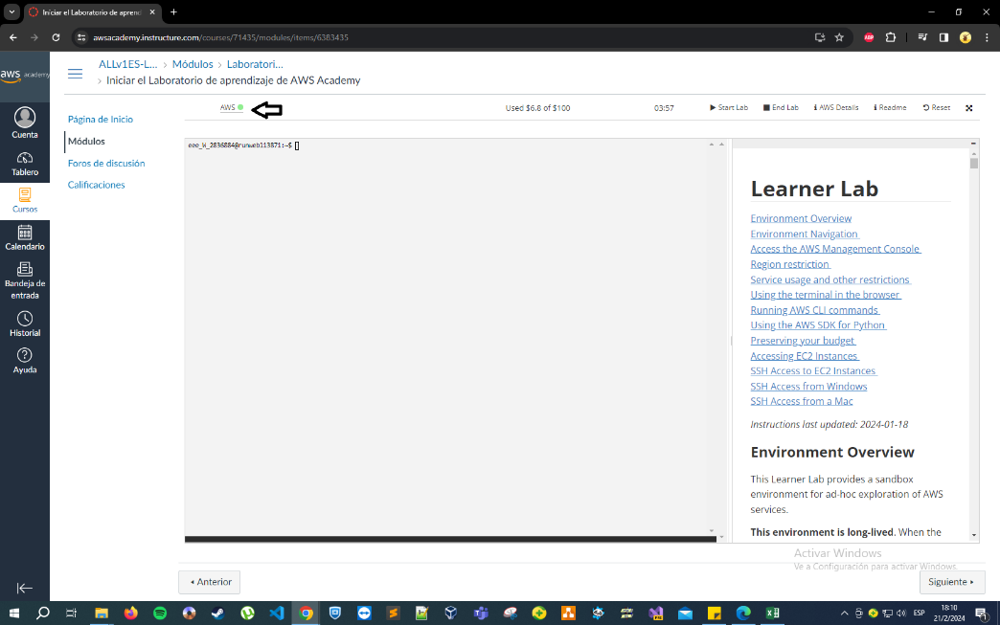 Iniciar el Laboratorio de aprend
awsacademy.instructure.com/courses/71435/modules/items/6383435
aws academy
Cuenta
Tablero
Cursos
Calendario
Bandeja de
entrada
Historial
Ayuda
ALLv1ES-L... > Módulos > Laboratori...
> Iniciar el Laboratorio de aprendizaje de AWS Academy
Página de Inicio
Módulos
Foros de discusión
Calificaciones
AWS
Used $6.8 of $100
03:57
Start Lab
End Lab
AWS Details
Readme
Reset
eee_W_2836884@runweb113871:~$
Learner Lab
Environment Overview
Environment Navigation
Access the AWS Management Console
Region restriction
Service usage and other restrictions
Using the terminal in the browser
Running AWS CLI commands
Using the AWS SDK for Python
Preserving your budget
Accessing EC2 Instances
SSH Access to EC2 Instances
SSH Access from Windows
SSH Access from a Mac
Instructions last updated: 2024-01-18
Environment Overview
This Learner Lab provides a sandbox
environment for ad-hoc exploration of AWS
services.
This environment is long-lived. When the
Activar Windows
Ve a Configuración para activar Windows.
Anterior
Siguiente
ESP
18:10
21/2/2024